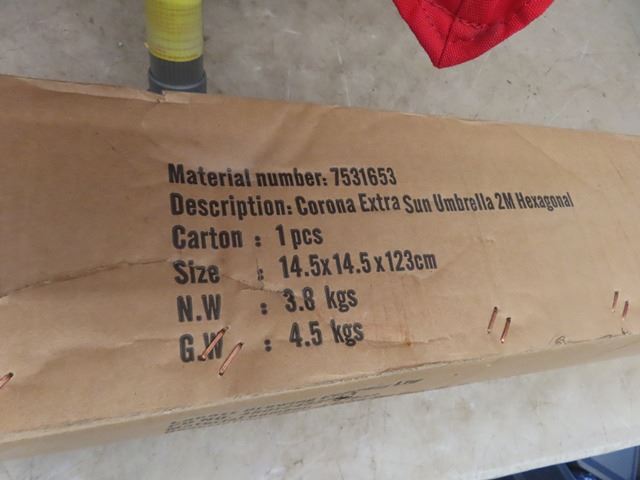 Material number: 7531653
Description: Corona Extra Sun Umbrella 2M Hexagonal
Carton : 1 pcs
Size : 14.5x14.5x123cm
N.W : 3.8 kgs
G.W : 4.5 kgs